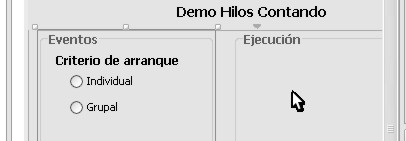 Demo Hilos Contando
Eventos
Ejecución
Criterio de arranque
Individual
Grupal